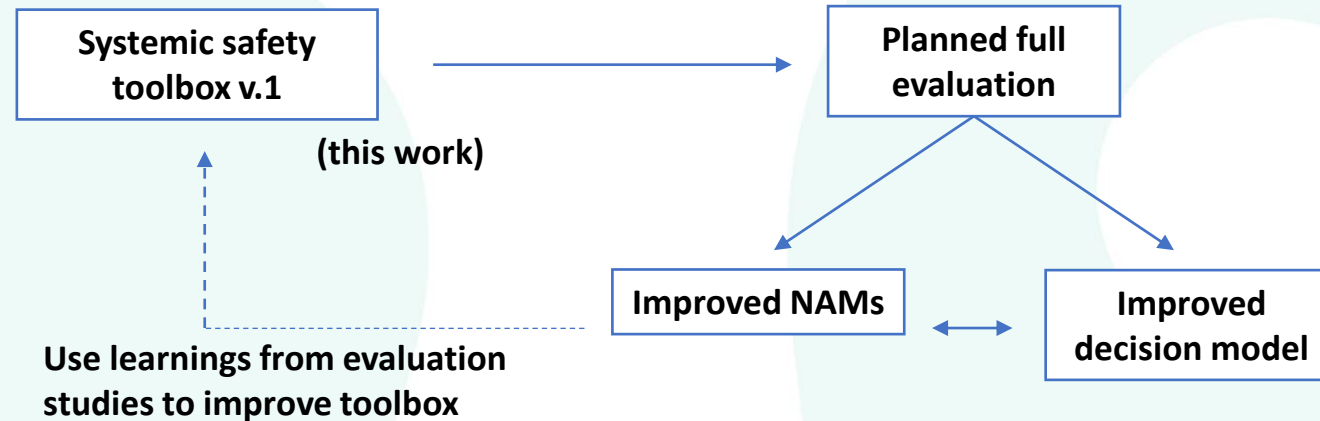 Systemic safety
toolbox v.1
(this work)
Planned full
evaluation
Improved NAMs
Improved
decision model
Use learnings from evaluation
studies to improve toolbox